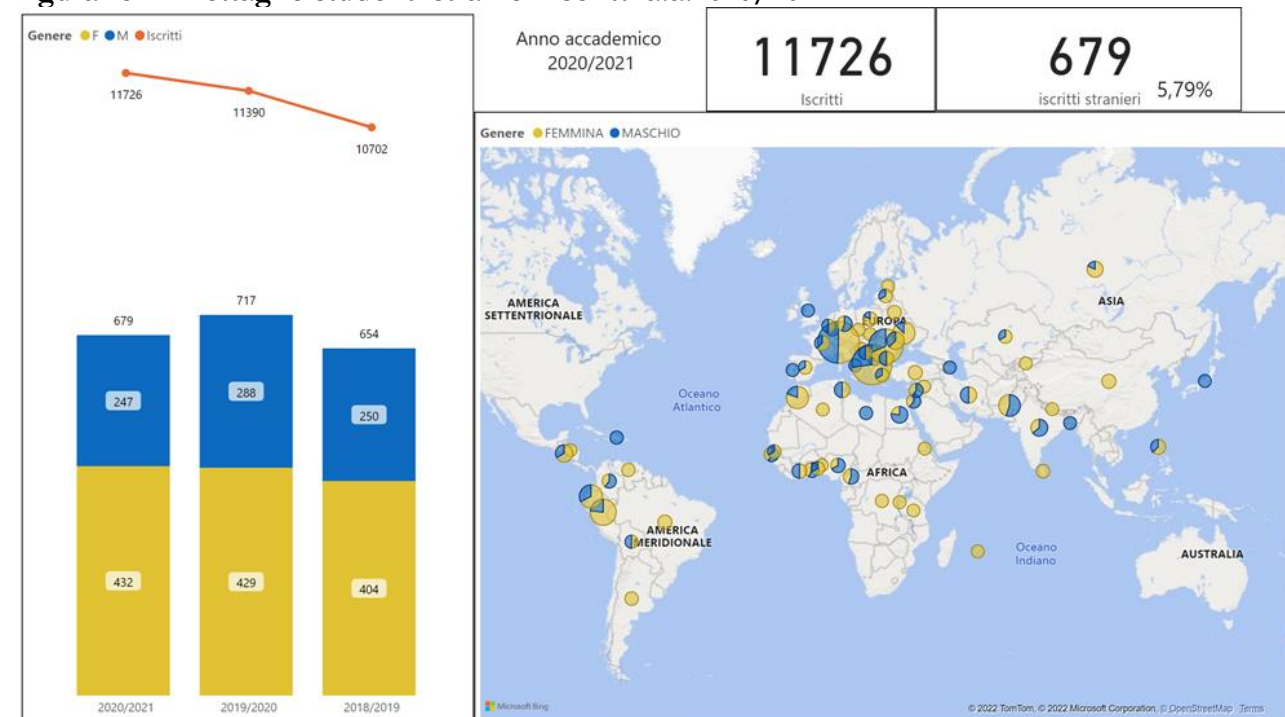 Genere F M Iscritti
11726
11390
10702
717
679
654
247
288
250
432
429
404
2020/2021
2019/2020
2018/2019
Anno accademico
2020/2021
11726
Iscritti
679
iscritti stranieri
5,79%
Genere FEMMINA MASCHIO
AMERICA
SETTENTRIONALE
EUROPA
ASIA
Oceano
Atlantico
AFRICA
AMERICA
MERIDIONALE
Oceano
Indiano
AUSTRALIA
Microsoft Bing
© 2022 TomTom, © 2022 Microsoft Corporation, © OpenStreetMap Terms